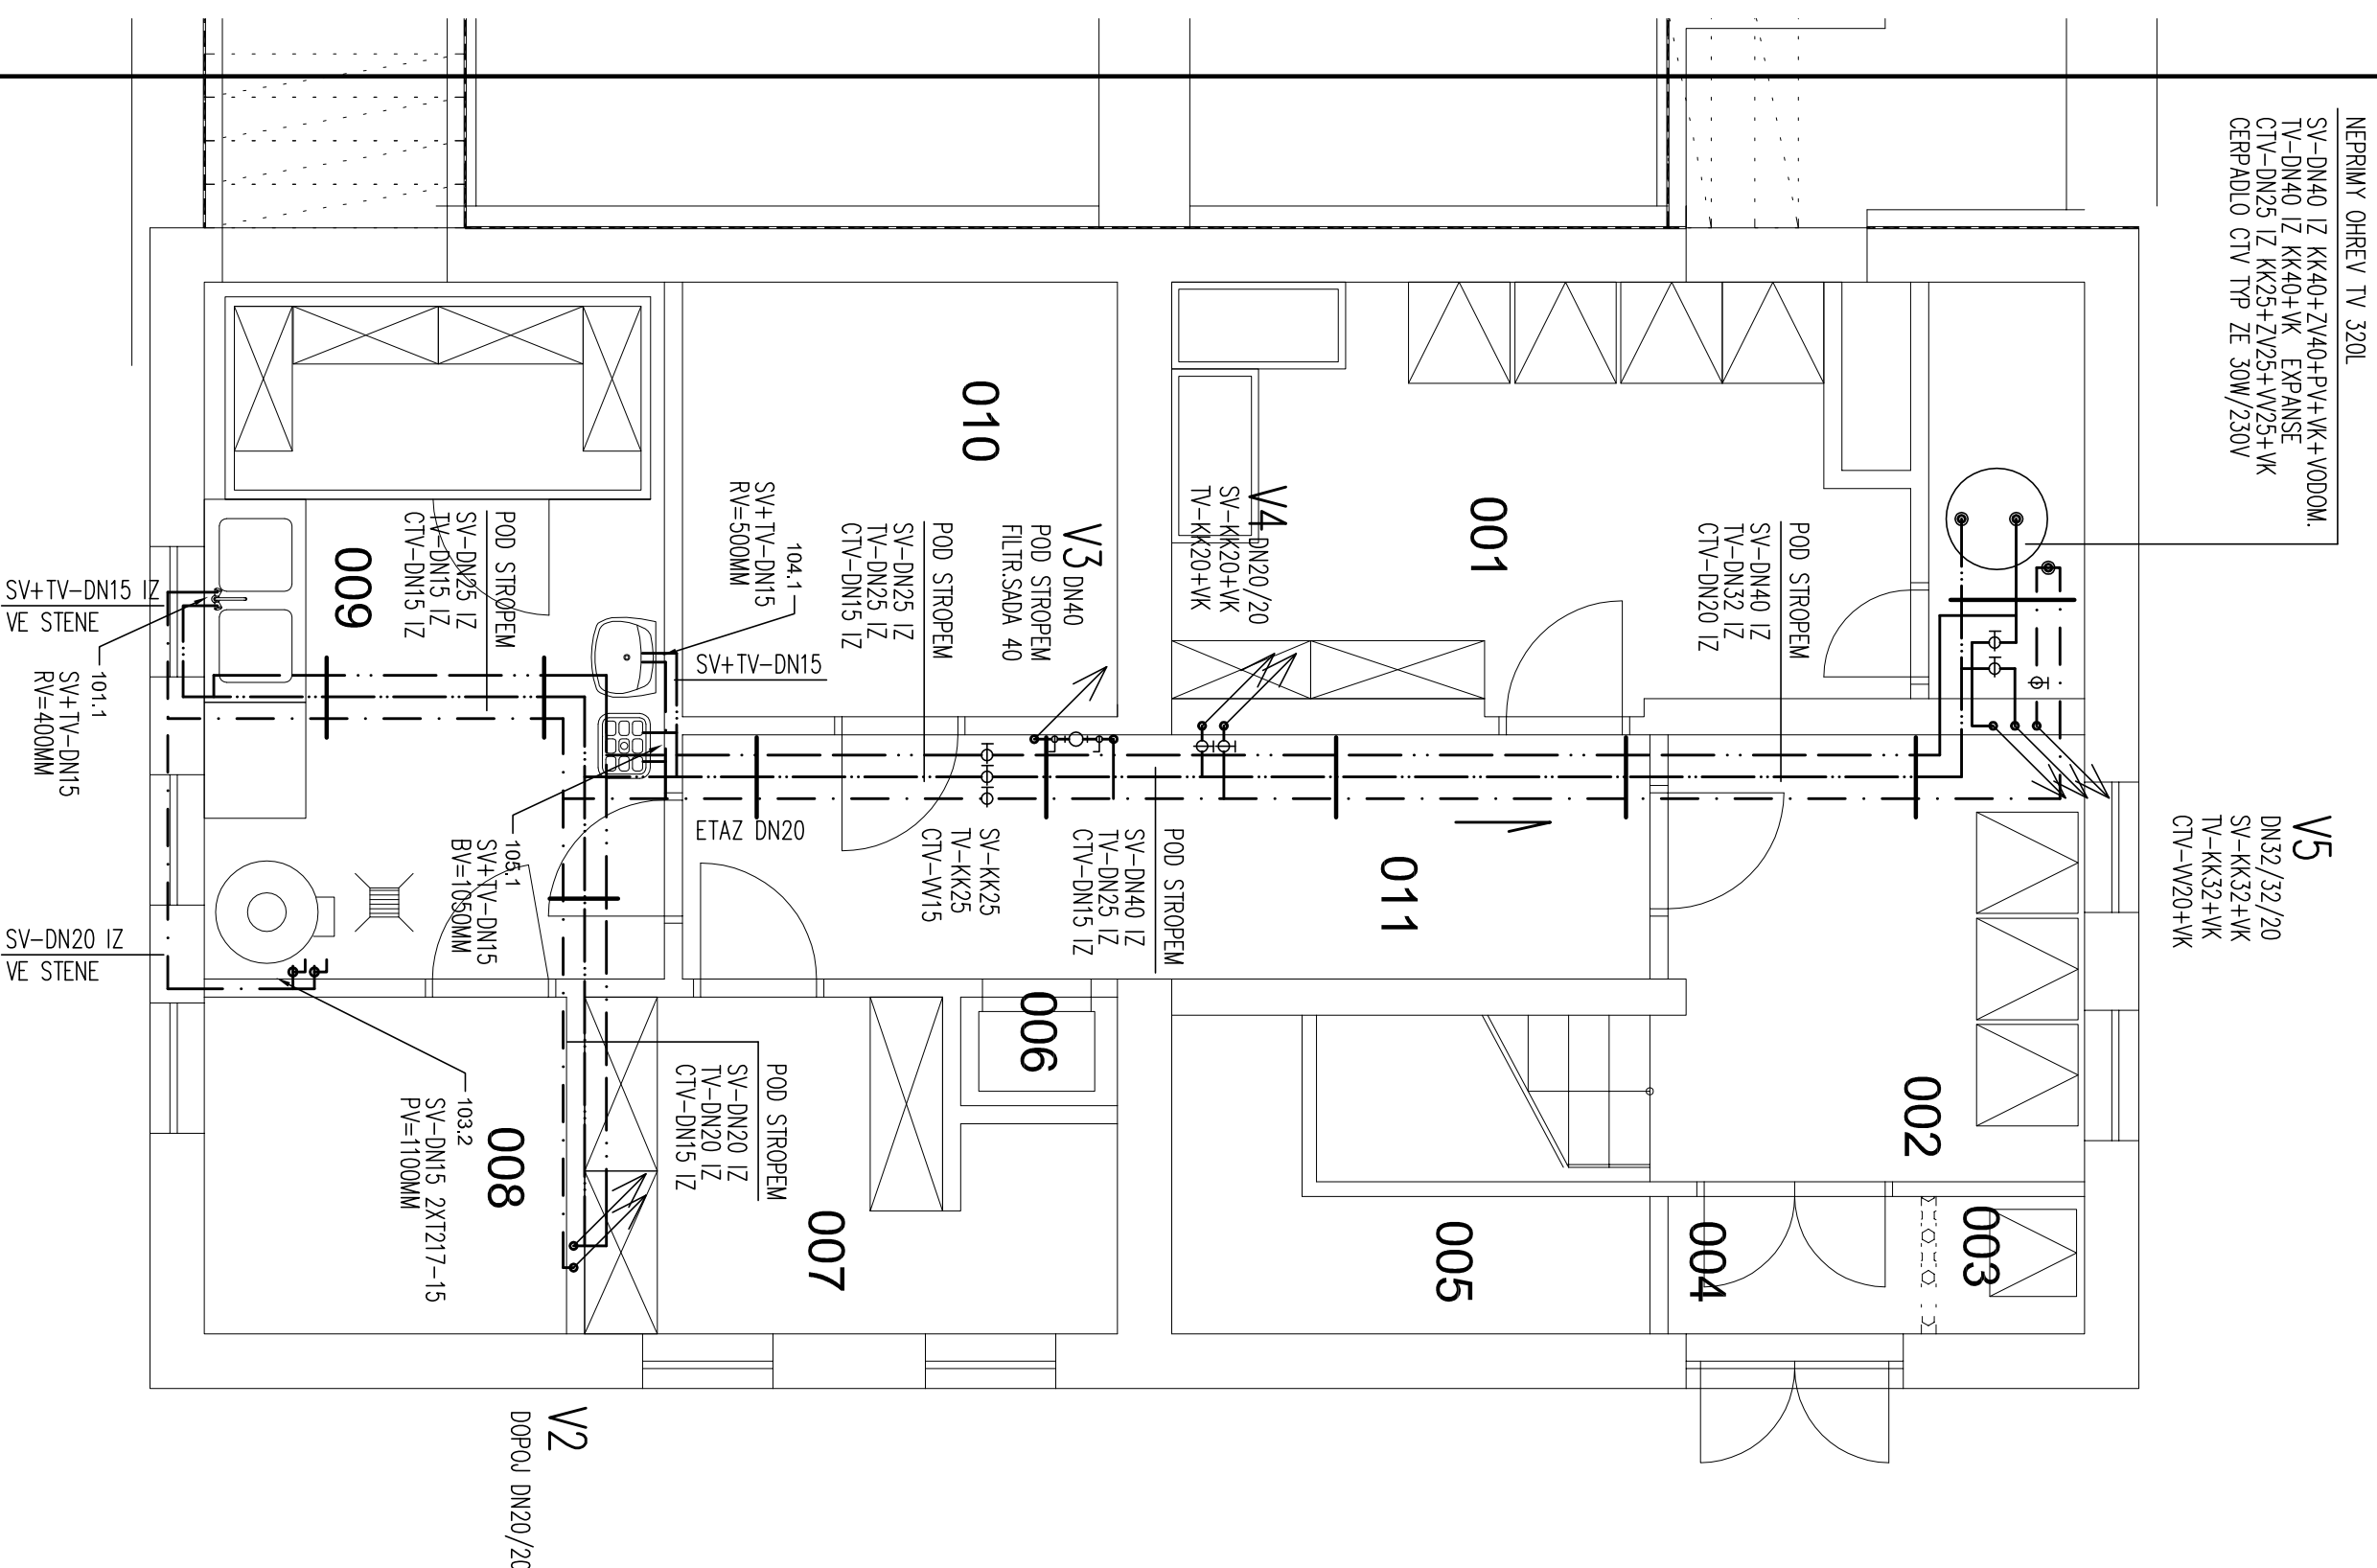 NEPRIMY OHREV TV 320L
SV-DN40 IZ KK40+ZV40+PV+VK+VODOM.
TV-DN40 IZ KK40+VK EXPANSE
CTV-DN25 IZ KK25+ZV25+VV25+VK
CERPADLO CTV TYP ZE 30W/230V
V5
DN32/32/20
SV-KK32+VK
TV-KK32+VK
CTV-VV20+VK
003
002
004
POD STROPEM
SV-DN40 IZ
TV-DN32 IZ
CTV-DN20 IZ
001
005
011
V4 DN20/20
SV-KK20+VK
TV-KK20+VK
POD STROPEM
SV-DN40 IZ
TV-DN25 IZ
CTV-DN15 IZ
V3 DN40
POD STROPEM
FILTR.SADA 40
006
010
SV-KK25
TV-KK25
CTV-VV15
POD STROPEM
SV-DN25 IZ
TV-DN25 IZ
CTV-DN15 IZ
007
104.1
SV+TV-DN15
RV=500MM
SV+TV-DN15
ETAZ DN20
POD STROPEM
SV-DN20 IZ
TV-DN20 IZ
CTV-DN15 IZ
V2
DOPOJ DN20/20
POD STROPEM
SV-DN25 IZ
TV-DN15 IZ
CTV-DN15 IZ
105.1
SV+TV-DN15
BV=1050MM
008
103.2
SV-DN15 2XT217-15
PV=1100MM
009
101.1
SV+TV-DN15
RV=400MM
SV+TV-DN15 IZ
VE STENE
SV-DN20 IZ
VE STENE